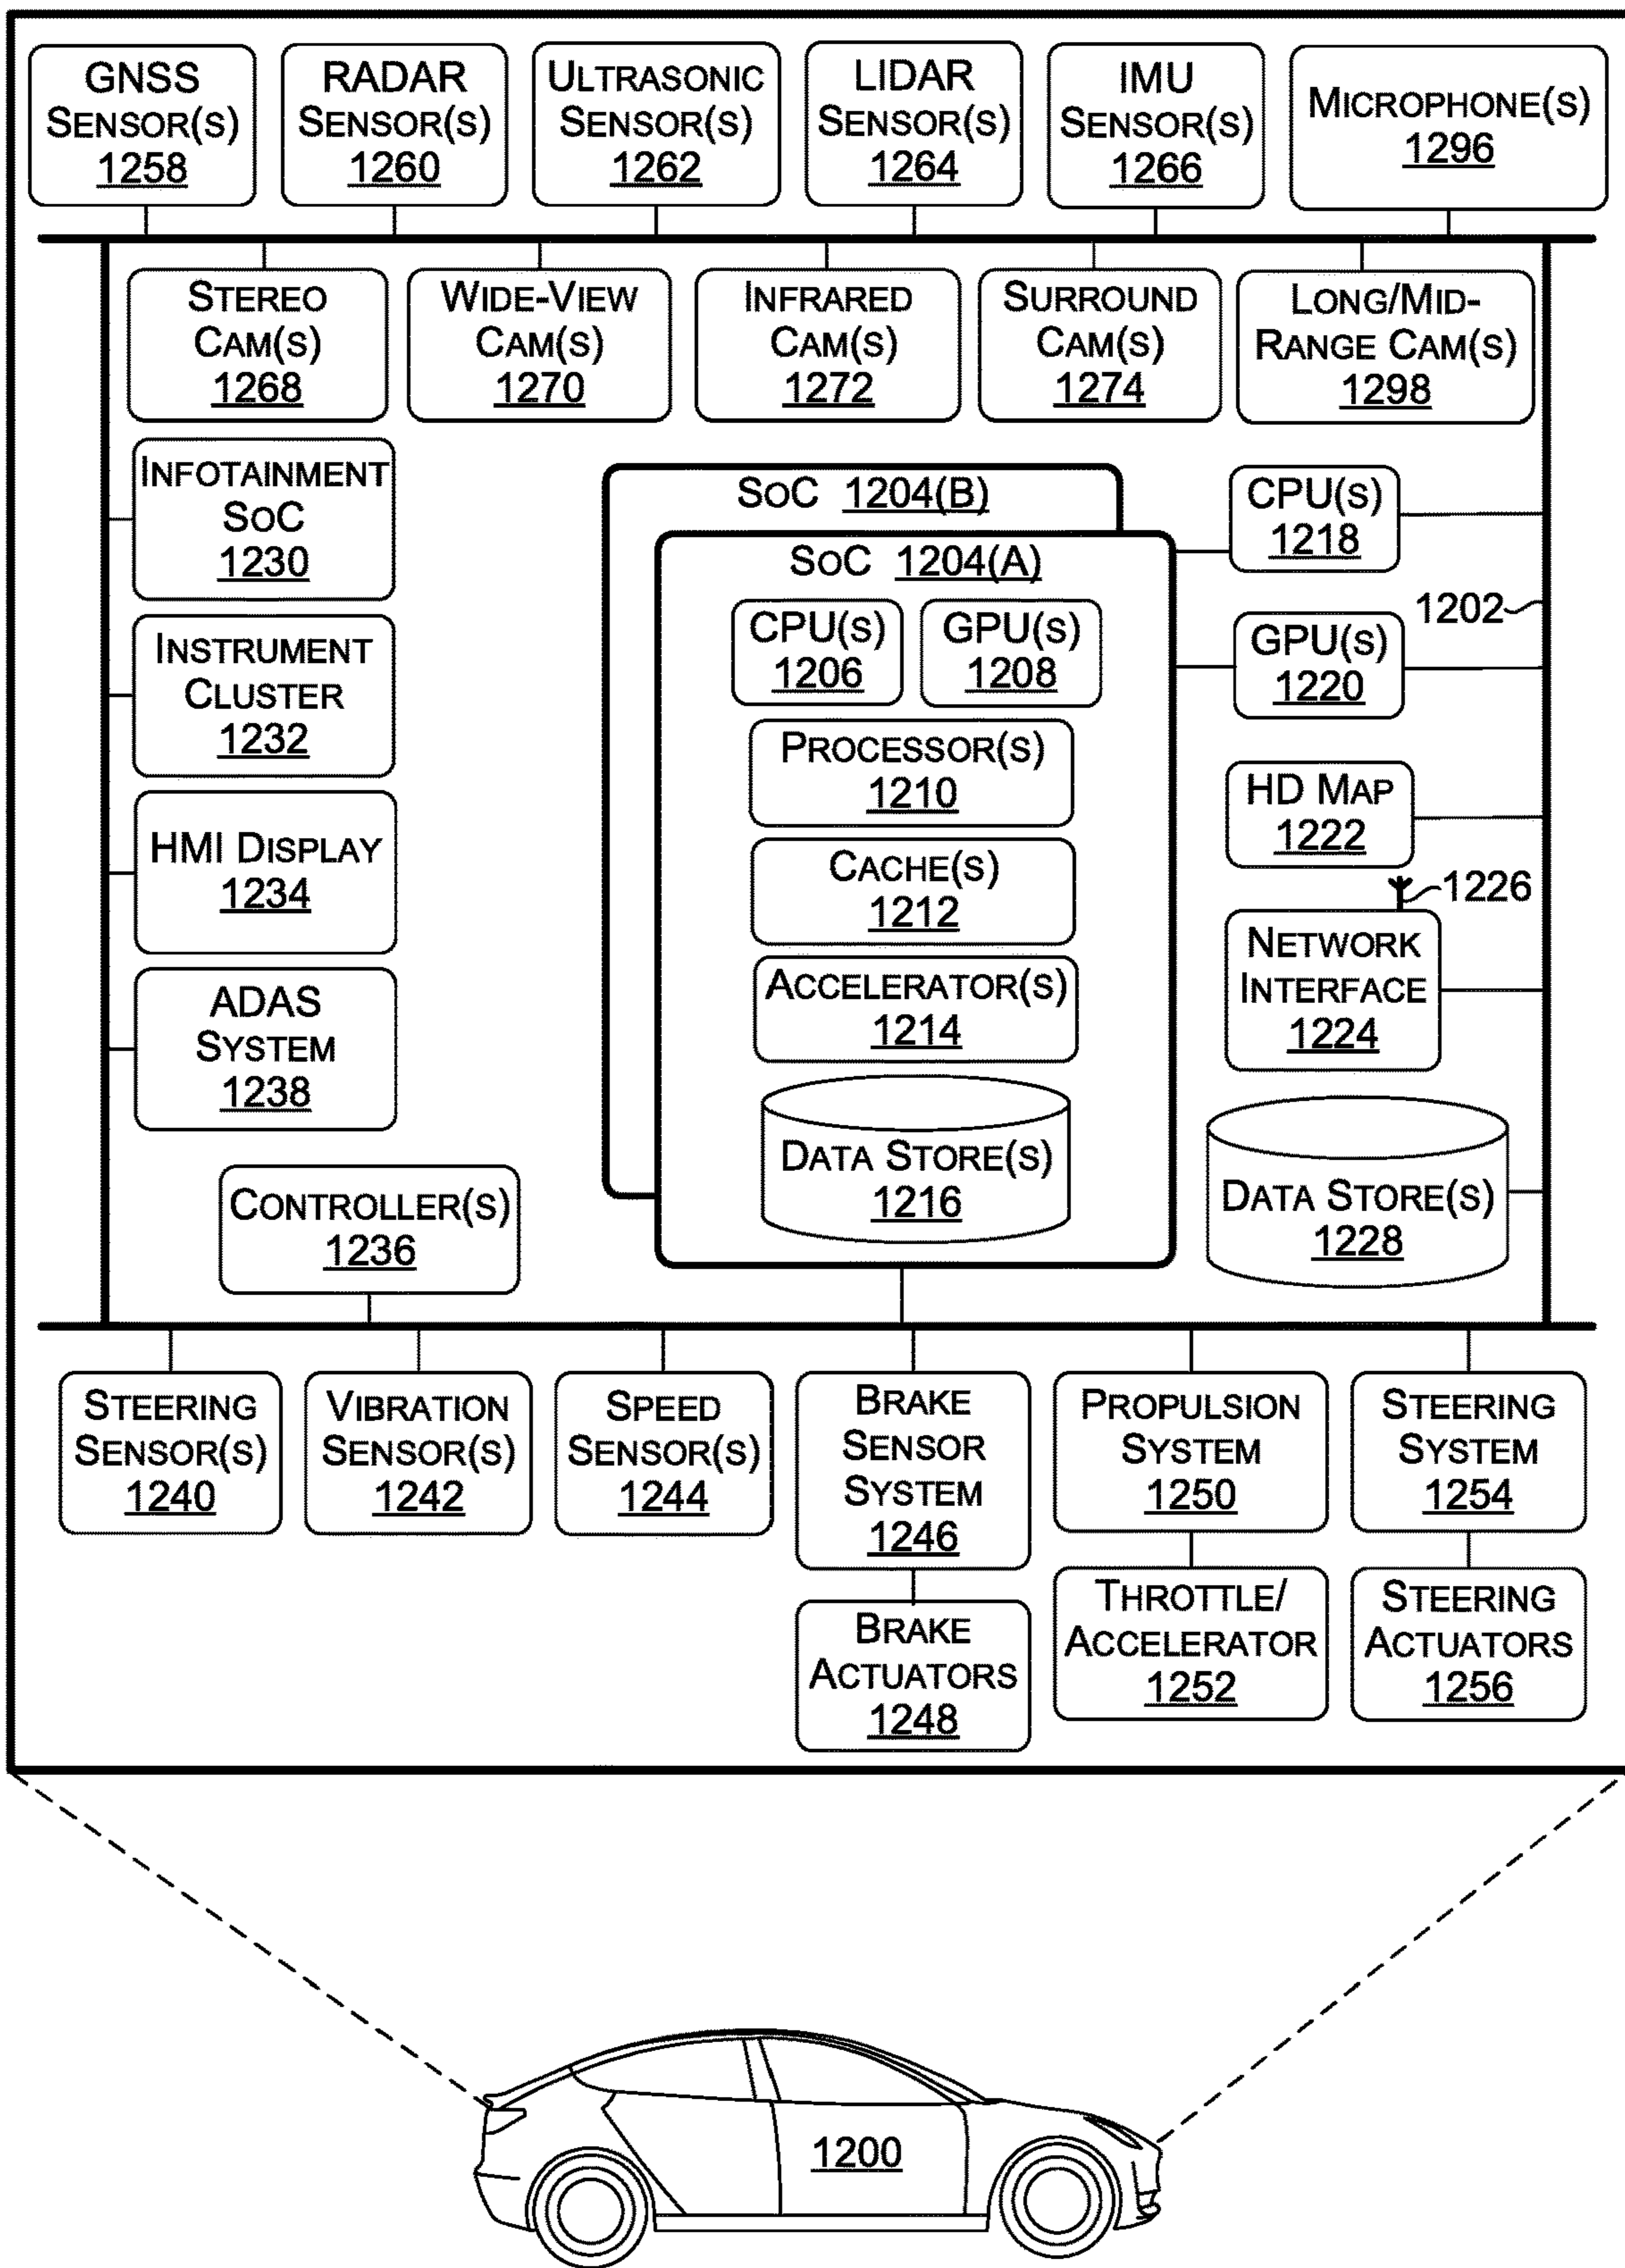 GNSS
SENSOR(S)
1258
RADAR
SENSOR(S)
1260
ULTRASONIC
SENSOR(S)
1262
LIDAR
SENSOR(S)
1264
IMU
SENSOR(S)
1266
MICROPHONE(S)
1296
STEREO
CAM(S)
1268
WIDE-VIEW
CAM(S)
1270
INFRARED
CAM(S)
1272
SURROUND
CAM(S)
1274
LONG/MID-
RANGE CAM(S)
1298
INFOTAINMENT
SOC
1230
INSTRUMENT
CLUSTER
1232
HMI DISPLAY
1234
ADAS
SYSTEM
1238
CONTROLLER(S)
1236
SOC 1204(B)
SOC 1204(A)
CPU(S)
1206
GPU(S)
1208
PROCESSOR(S)
1210
CACHE(S)
1212
ACCELERATOR(S)
1214
DATA STORE(S)
1216
CPU(S)
1218
1202
GPU(S)
1220
HD MAP
1222
1226
NETWORK
INTERFACE
1224
DATA STORE(S)
1228
STEERING
SENSOR(S)
1240
VIBRATION
SENSOR(S)
1242
SPEED
SENSOR(S)
1244
BRAKE
SENSOR
SYSTEM
1246
BRAKE
ACTUATORS
1248
PROPULSION
SYSTEM
1250
THROTTLE/
ACCELERATOR
1252
STEERING
SYSTEM
1254
STEERING
ACTUATORS
1256
1200